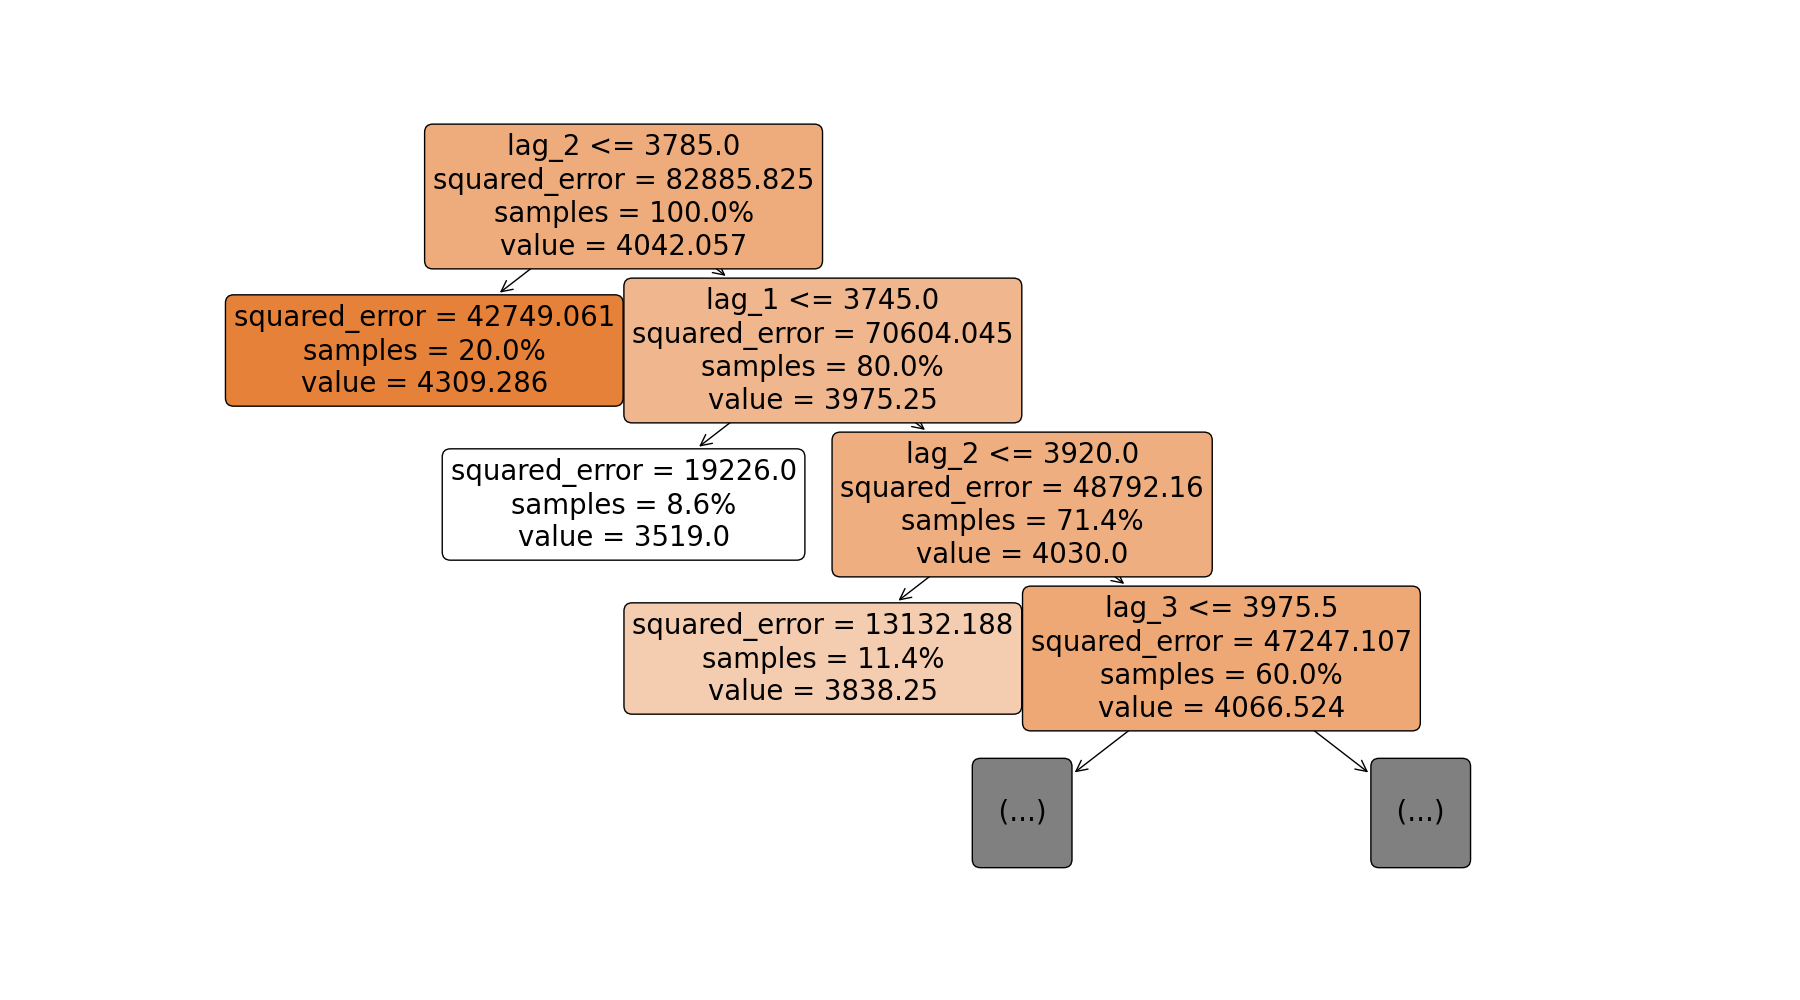 lag_2 <= 3785.0
squared_error = 82885.825
samples = 100.0%
value = 4042.057
squared_error = 42749.061
samples = 20.0%
value = 4309.286
lag_1 <= 3745.0
squared_error = 70604.045
samples = 80.0%
value = 3975.25
squared_error = 19226.0
samples = 8.6%
value = 3519.0
lag_2 <= 3920.0
squared_error = 48792.16
samples = 71.4%
value = 4030.0
squared_error = 13132.188
samples = 11.4%
value = 3838.25
lag_3 <= 3975.5
squared_error = 47247.107
samples = 60.0%
value = 4066.524
(...)
(...)